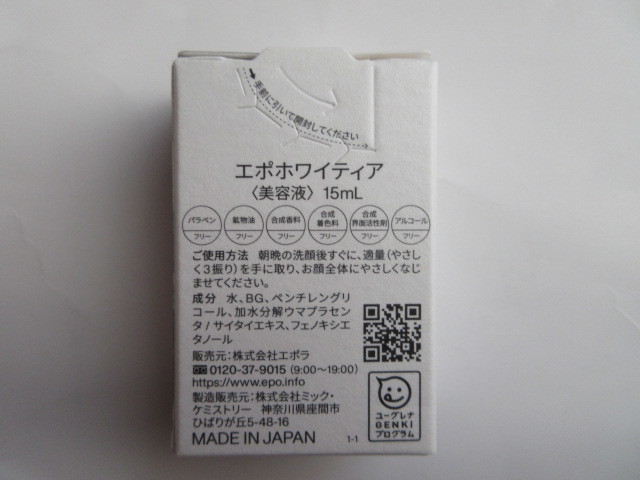 手前に引いて開封してください
エポホワイティア
〈美容液〉 15mL
パラベン
フリー
鉱物油
フリー
合成香料
フリー
合成
着色料
フリー
合成
界面活性剤
フリー
アルコール
フリー
ご使用方法 朝晩の洗顔後すぐに、適量（やさし
く3振り）を手に取り、お顔全体にやさしくなじ
ませてください。
成分 水、BG、ペンチレングリ
コール、加水分解ウマプラセン
タ / サイタイエキス、フェノキシエ
タノール
販売元：株式会社エポラ
0120-37-9015 (9:00〜19:00)
https://www.epo.info
製造販売元：株式会社ミック・
ケミストリー 神奈川県座間市
ひばりが丘5-48-16
MADE IN JAPAN 1-1
ユーグレナ
GENKI
プログラム